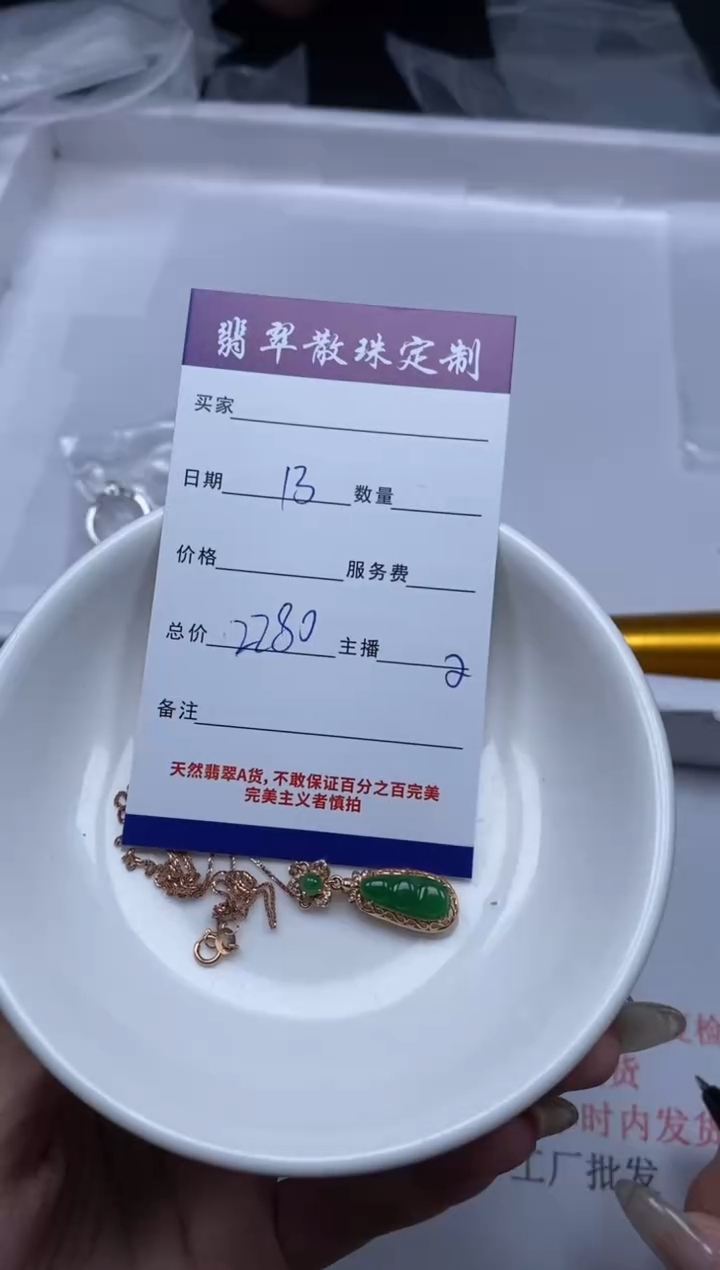 翡翠散珠定制
买家
日期 13 数量
价格 服务费
总价 2280 主播 2
备注
天然翡翠A货，不敢保证百分之百完美
完美主义者慎拍
复检
货
时内发货
工厂批发